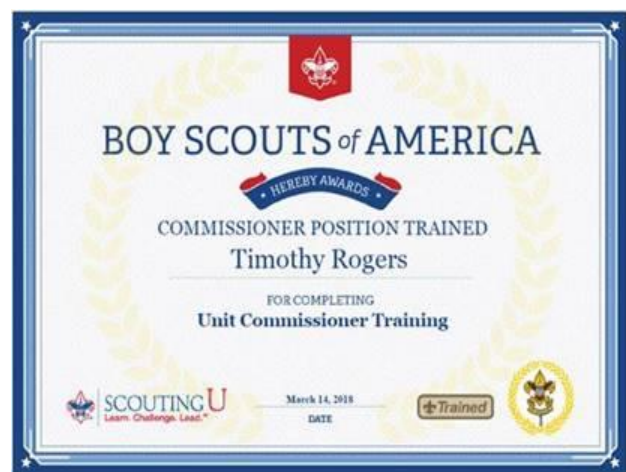 BOY SCOUTS of AMERICA
HEREBY AWARDS
COMMISSIONER POSITION TRAINED
Timothy Rogers
FOR COMPLETING
Unit Commissioner Training
SCOUTING U
Learn. Challenge. Lead.™
March 14, 2018
DATE
Trained